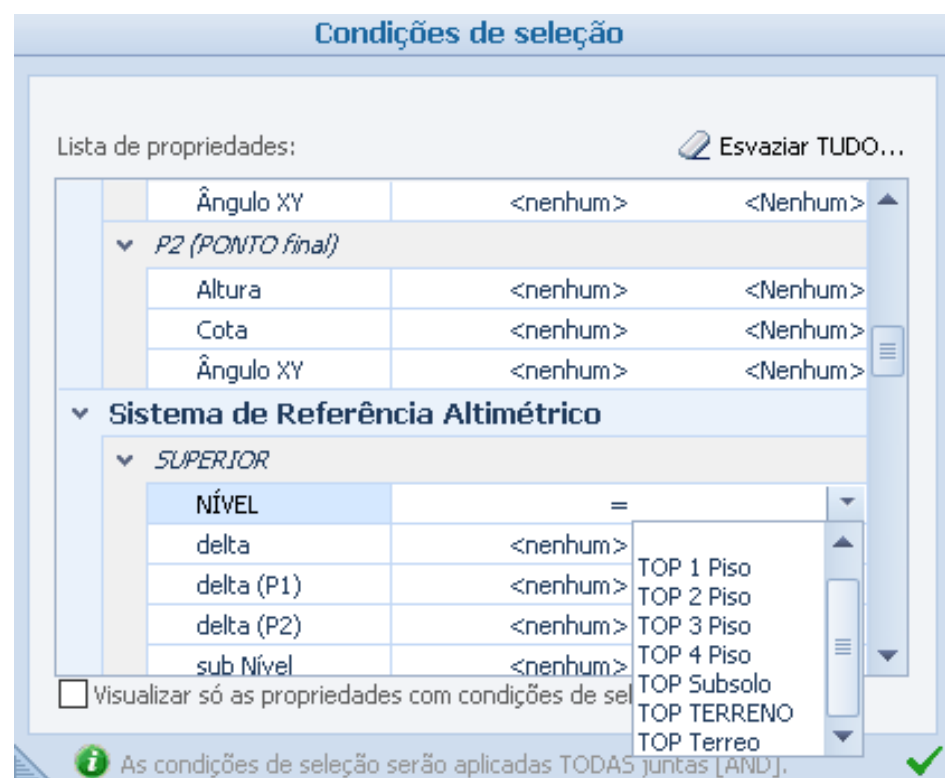 Condições de seleção
Lista de propriedades:
Esvaziar TUDO...
Ângulo XY <nenhum> <Nenhum>
P2 (PONTO final)
Altura <nenhum> <Nenhum>
Cota <nenhum> <Nenhum>
Ângulo XY <nenhum> <Nenhum>
Sistema de Referência Altimétrico
SUPERIOR
NÍVEL =
delta <nenhum>
delta (P1) <nenhum>
delta (P2) <nenhum>
sub Nível <nenhum>
TOP 1 Piso
TOP 2 Piso
TOP 3 Piso
TOP 4 Piso
TOP Subsolo
TOP TERRENO
TOP Terreo
Visualizar só as propriedades com condições de sel
As condições de seleção serão aplicadas TODAS juntas [AND].